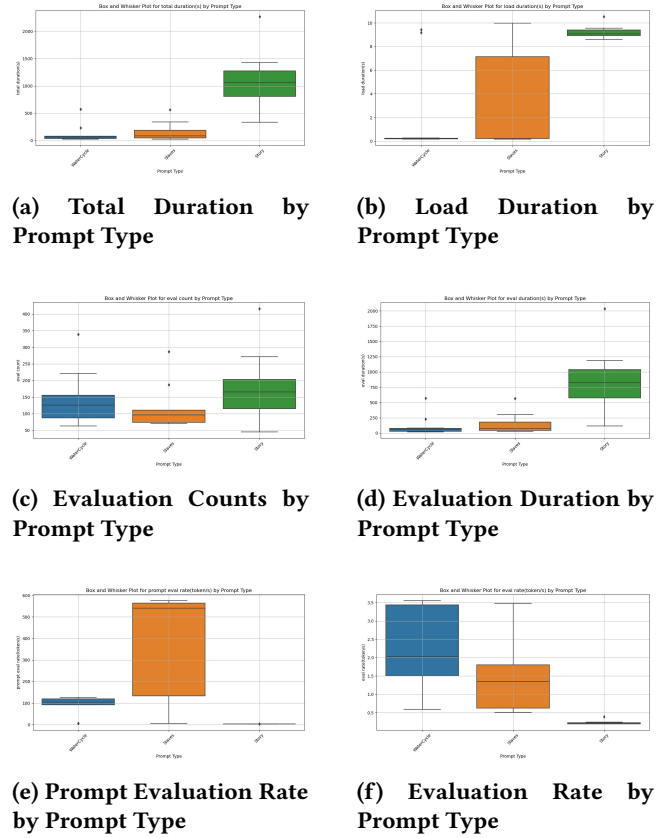 Box and Whisker Plot for total duration(s) by Prompt Type
total duration(s)
2000
1500
1000
500
0
WaterCycle
Slaves
Story
Prompt Type
(a) Total Duration by
Prompt Type
Box and Whisker Plot for load duration(s) by Prompt Type
load duration(s)
10
8
6
4
2
0
WaterCycle
Slaves
Story
Prompt Type
(b) Load Duration by
Prompt Type
Box and Whisker Plot for eval count by Prompt Type
eval count
400
350
300
250
200
150
100
50
WaterCycle
Slaves
Story
Prompt Type
(c) Evaluation Counts by
Prompt Type
Box and Whisker Plot for eval duration(s) by Prompt Type
eval duration(s)
2000
1750
1500
1250
1000
750
500
250
0
WaterCycle
Slaves
Story
Prompt Type
(d) Evaluation Duration by
Prompt Type
Box and Whisker Plot for prompt eval rate(token/s) by Prompt Type
prompt eval rate(token/s)
600
500
400
300
200
100
0
WaterCycle
Slaves
Story
Prompt Type
(e) Prompt Evaluation Rate
by Prompt Type
Box and Whisker Plot for eval rate(token/s) by Prompt Type
eval rate(token/s)
3.5
3.0
2.5
2.0
1.5
1.0
0.5
WaterCycle
Slaves
Story
Prompt Type
(f) Evaluation Rate by
Prompt Type